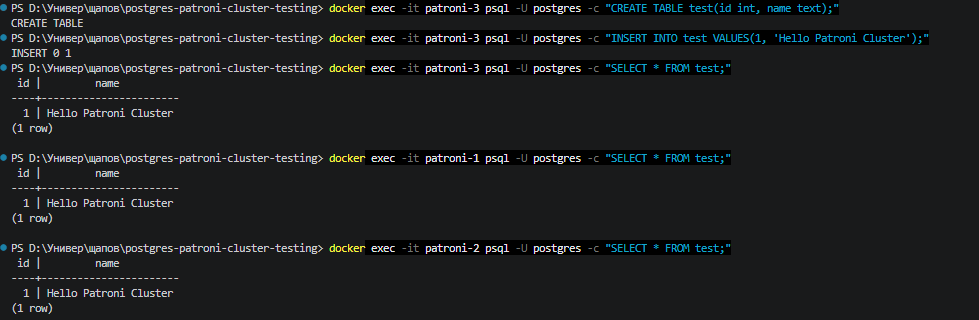 PS D:\Универ\щапов\postgres-patroni-cluster-testing> docker exec -it patroni-3 psql -U postgres -c "CREATE TABLE test(id int, name text);"
CREATE TABLE
PS D:\Универ\щапов\postgres-patroni-cluster-testing> docker exec -it patroni-3 psql -U postgres -c "INSERT INTO test VALUES(1, 'Hello Patroni Cluster');"
INSERT 0 1
PS D:\Универ\щапов\postgres-patroni-cluster-testing> docker exec -it patroni-3 psql -U postgres -c "SELECT * FROM test;"
 id |         name
----+-----------------------
  1 | Hello Patroni Cluster
(1 row)
PS D:\Универ\щапов\postgres-patroni-cluster-testing> docker exec -it patroni-1 psql -U postgres -c "SELECT * FROM test;"
 id |         name
----+-----------------------
  1 | Hello Patroni Cluster
(1 row)
PS D:\Универ\щапов\postgres-patroni-cluster-testing> docker exec -it patroni-2 psql -U postgres -c "SELECT * FROM test;"
 id |         name
----+-----------------------
  1 | Hello Patroni Cluster
(1 row)